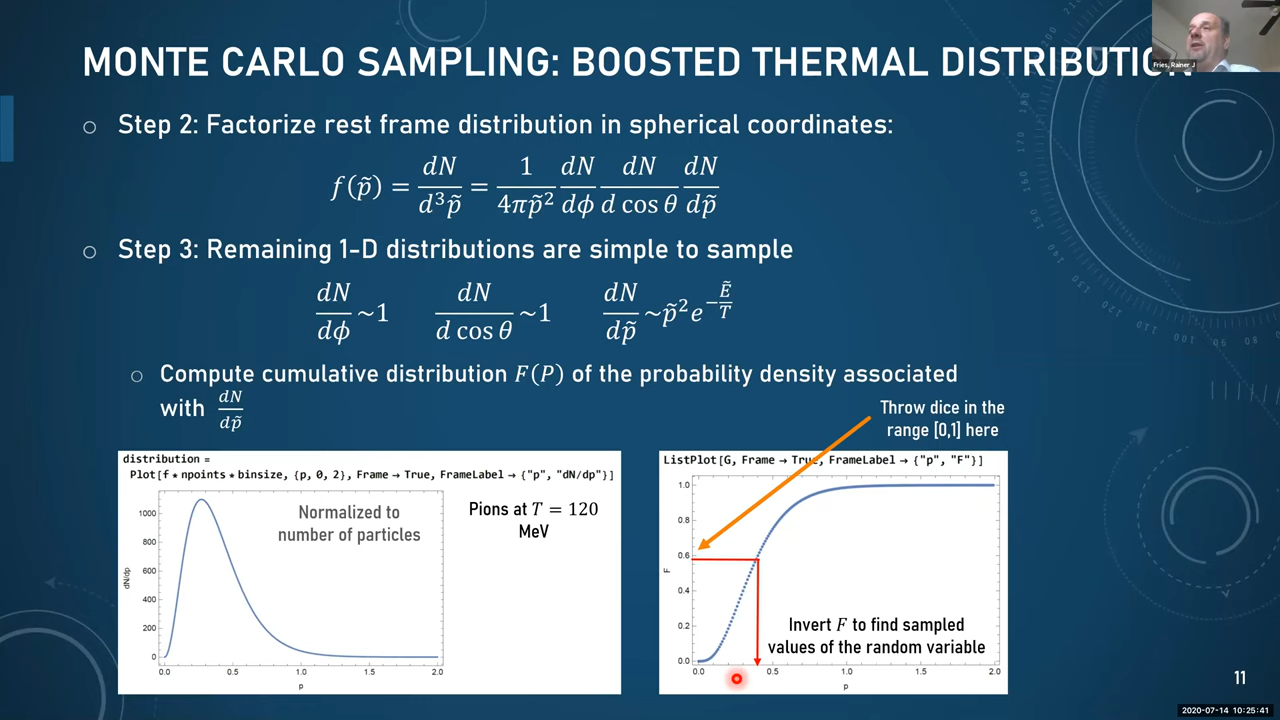 MONTE CARLO SAMPLING: BOOSTED THERMAL DISTRIBUTION
Fries, Rainer J
○ Step 2: Factorize rest frame distribution in spherical coordinates:
f(p̃) = dN/d³p̃ = 1/4πp̃² dN/dϕ dN/d cos θ dN/dp̃
○ Step 3: Remaining 1-D distributions are simple to sample
dN/dϕ ~1 dN/d cos θ ~1 dN/dp̃ ~p̃²e^(-Ẽ/T)
○ Compute cumulative distribution F(P) of the probability density associated
with dN/dp̃
Throw dice in the
range [0,1] here
distribution =
Plot[f * npoints * binsize, {p, 0, 2}, Frame → True, FrameLabel → {"p", "dN/dp"}]
Normalized to
number of particles
Pions at T = 120
MeV
1000
800
600
400
200
0
dN/dp
0.0 0.5 1.0 1.5 2.0
p
ListPlot[G, Frame → True, FrameLabel → {"p", "F"}]
1.0
0.8
0.6
0.4
0.2
0.0
F
Invert F to find sampled
values of the random variable
0.0 0.5 1.0 1.5 2.0
p
11
2020-07-14 10:25:41